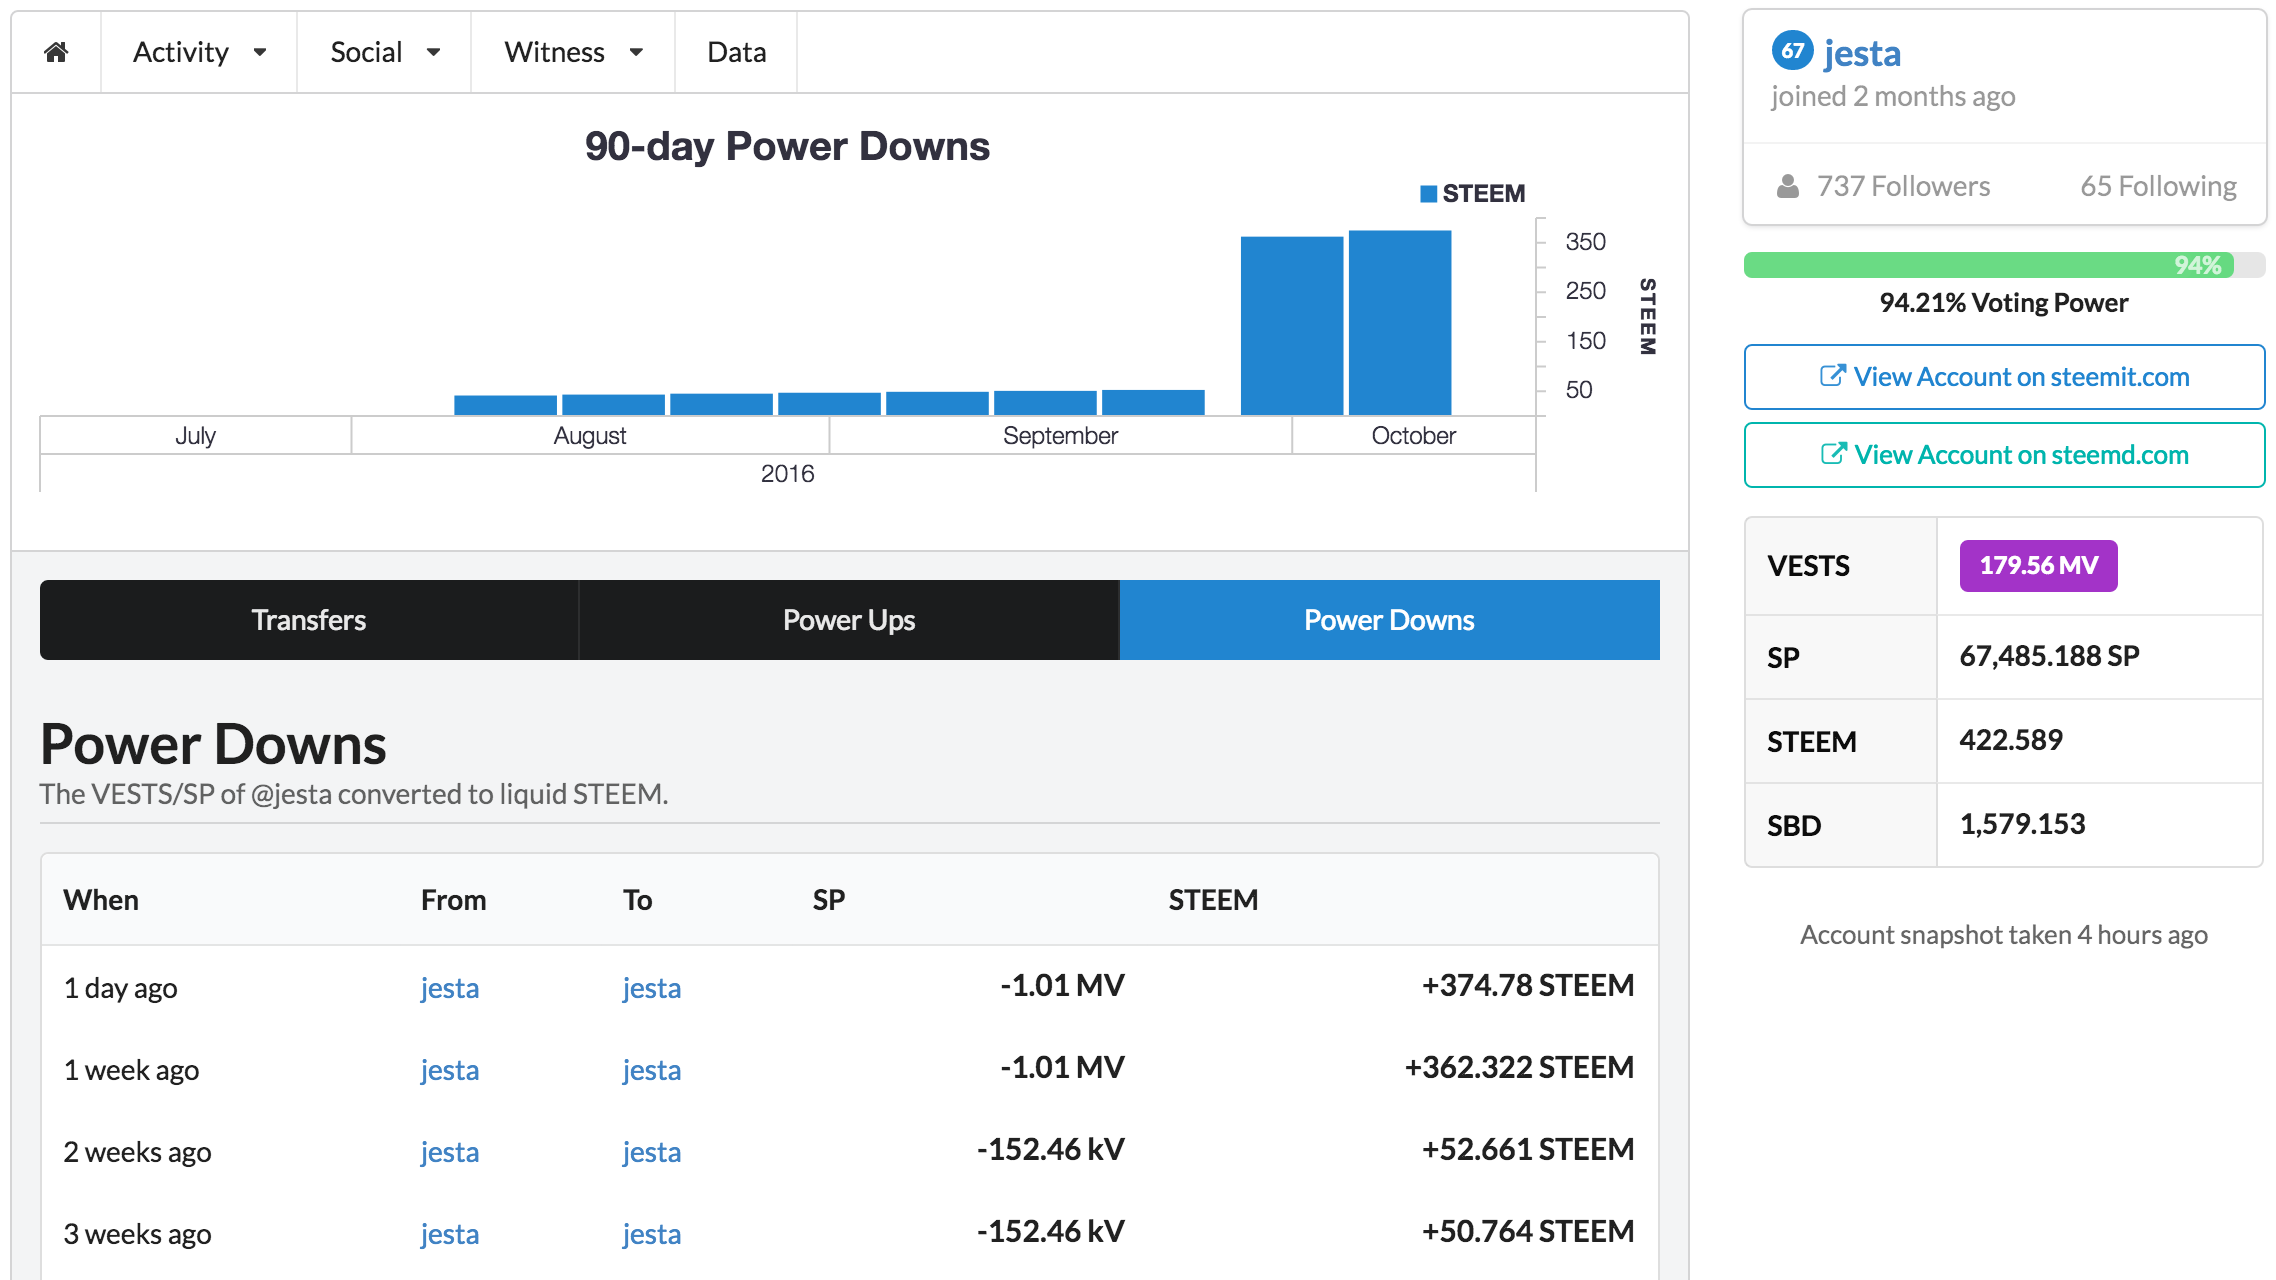 Activity Social Witness Data
90-day Power Downs
STEEM
350
250
150
50
STEEM
July August September October
2016
Transfers Power Ups Power Downs
Power Downs
The VESTS/SP of @jesta converted to liquid STEEM.
When From To SP STEEM
1 day ago jesta jesta -1.01 MV +374.78 STEEM
1 week ago jesta jesta -1.01 MV +362.322 STEEM
2 weeks ago jesta jesta -152.46 kV +52.661 STEEM
3 weeks ago jesta jesta -152.46 kV +50.764 STEEM
67 jesta
joined 2 months ago
737 Followers 65 Following
94%
94.21% Voting Power
View Account on steemit.com
View Account on steemd.com
VESTS 179.56 MV
SP 67,485.188 SP
STEEM 422.589
SBD 1,579.153
Account snapshot taken 4 hours ago